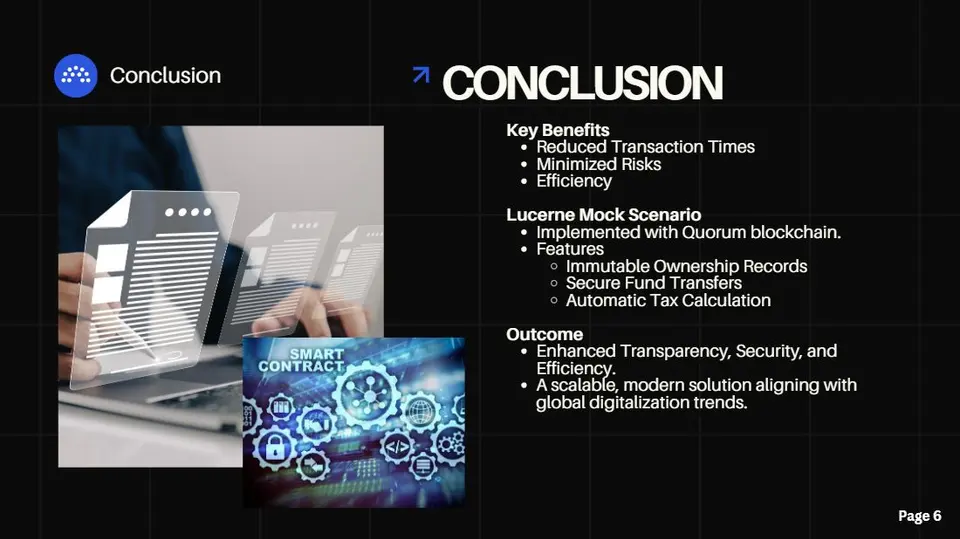 Conclusion
CONCLUSION
Key Benefits
• Reduced Transaction Times
• Minimized Risks
• Efficiency
Lucerne Mock Scenario
• Implemented with Quorum blockchain.
• Features
◦ Immutable Ownership Records
◦ Secure Fund Transfers
◦ Automatic Tax Calculation
Outcome
• Enhanced Transparency, Security, and
Efficiency.
• A scalable, modern solution aligning with
global digitalization trends.
SMART
CONTRACT
</>
Page 6